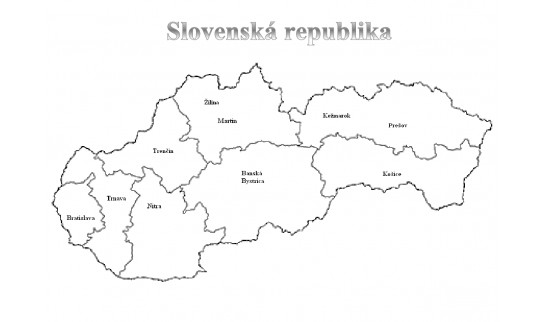 Slovenská republika
Žilina
Martin
Kežmarok
Prešov
Trenčín
Banská
Bystrica
Košice
Trnava
Nitra
Bratislava